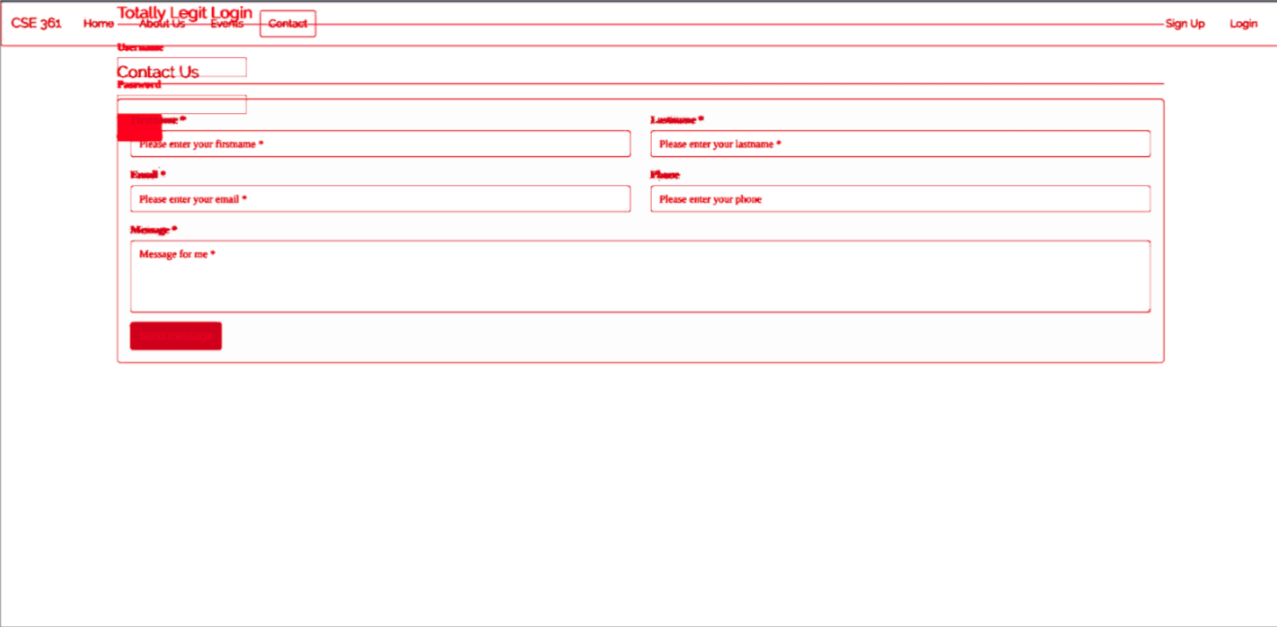 Totally Legit Login
CSE 361 Home About Us Events Contact Sign Up Login
Username
Contact Us
Password
Lastname *
Please enter your firstname * Please enter your lastname *
Email * Phone
Please enter your email * Please enter your phone
Message *
Message for me *